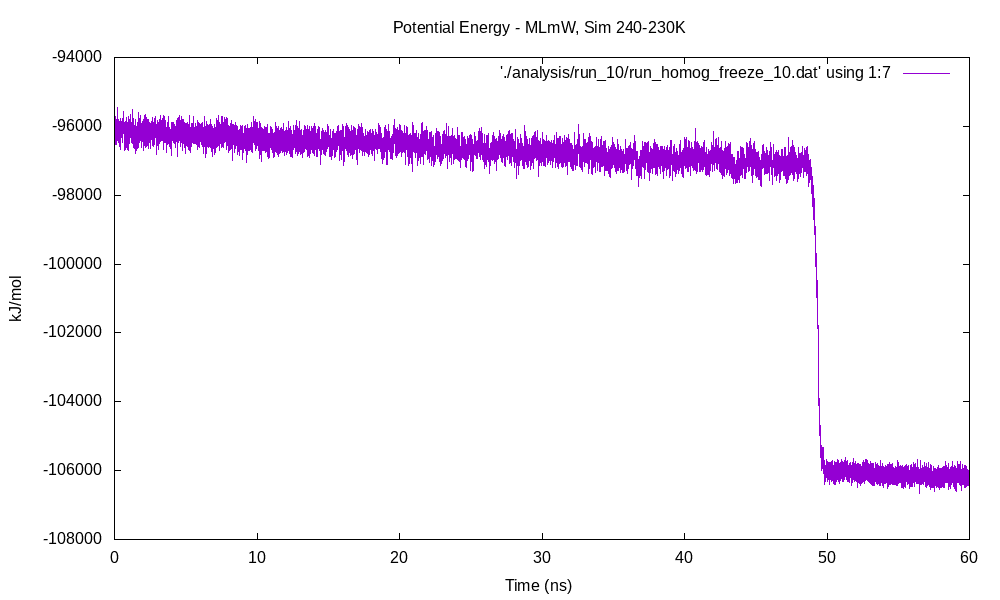 Potential Energy - MLmW, Sim 240-230K
'./analysis/run_10/run_homog_freeze_10.dat' using 1:7
-94000
-96000
-98000
-100000
-102000
-104000
-106000
-108000
kJ/mol
0 10 20 30 40 50 60
Time (ns)